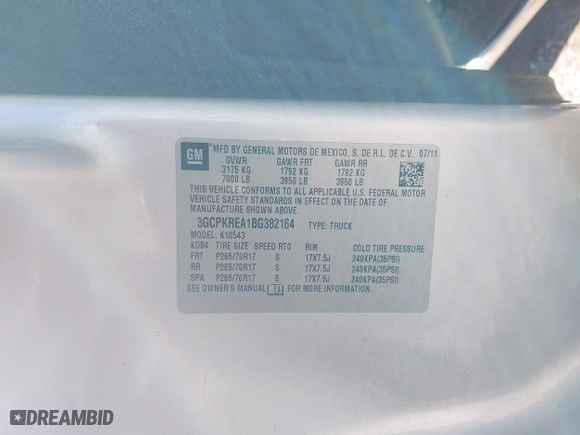 GM MFD BY GENERAL MOTORS DE MEXICO, S. DE R.L. DE C.V. 07/11
GVWR GAWR FRT GAWR RR
3175 KG 1792 KG 1792 KG
7000 LB 3950 LB 3950 LB
THIS VEHICLE CONFORMS TO ALL APPLICABLE U.S. FEDERAL MOTOR
VEHICLE SAFETY STANDARDS IN EFFECT ON THE DATE OF
MANUFACTURE SHOWN ABOVE.
3GCPKREA1BG382164 TYPE: TRUCK
MODEL: K10543
KDB4 TIRE SIZE SPEED RTG RIM COLD TIRE PRESSURE
FRT P265/70R17 S 17X7.5J 240KPA(35PSI)
RR P265/70R17 S 17X7.5J 240KPA(35PSI)
SPA P265/70R17 S 17X7.5J 240KPA(35PSI)
SEE OWNER'S MANUAL FOR MORE INFORMATION.
DREAMBID